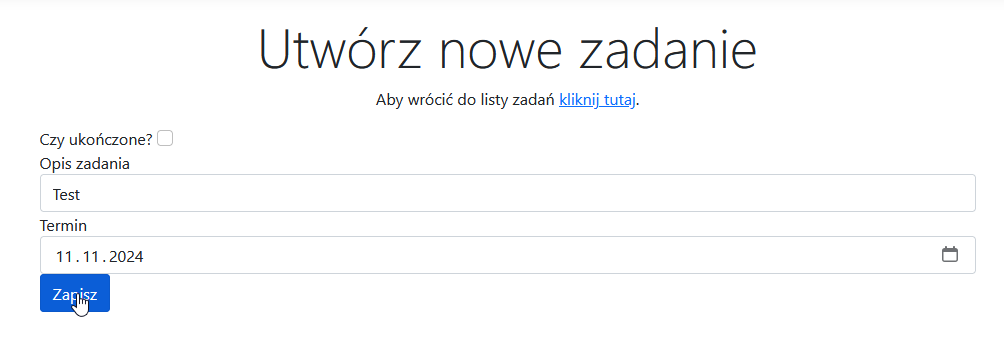 Utwórz nowe zadanie
Aby wrócić do listy zadań kliknij tutaj.
Czy ukończone?
Opis zadania
Test
Termin
11.11.2024
Zapisz